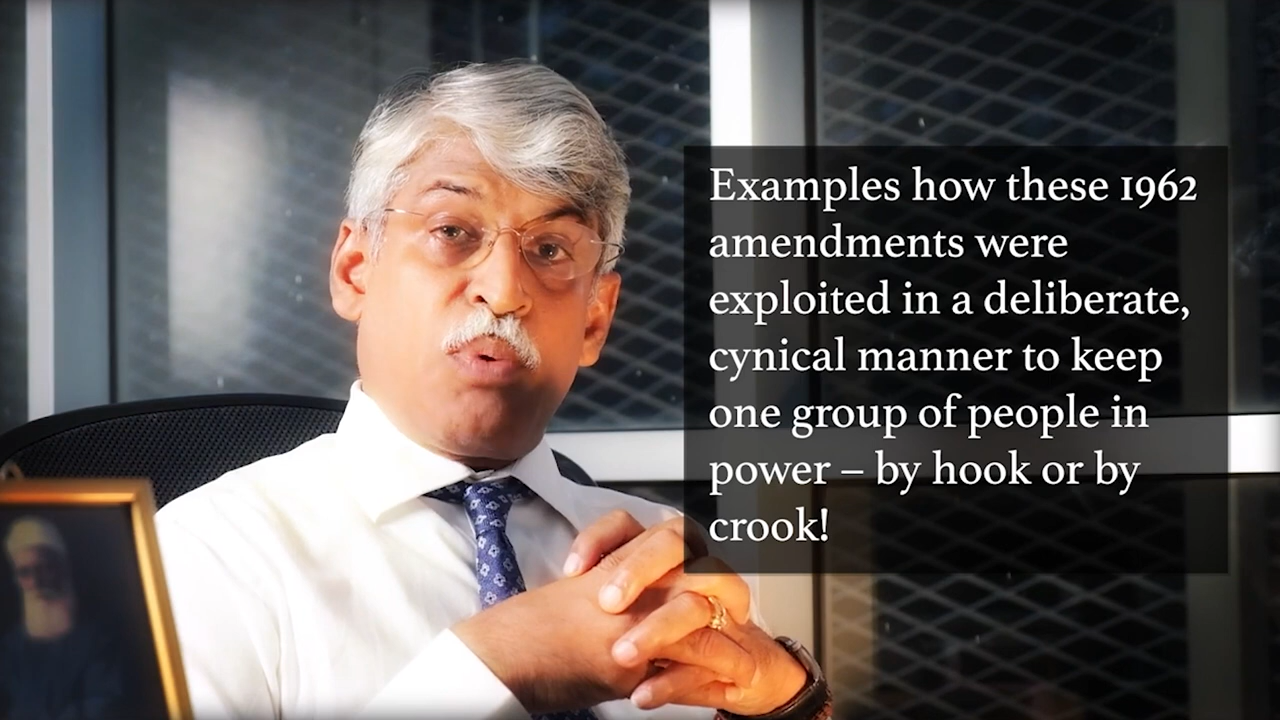 Examples how these 1962
amendments were
exploited in a deliberate,
cynical manner to keep
one group of people in
power – by hook or by
crook!